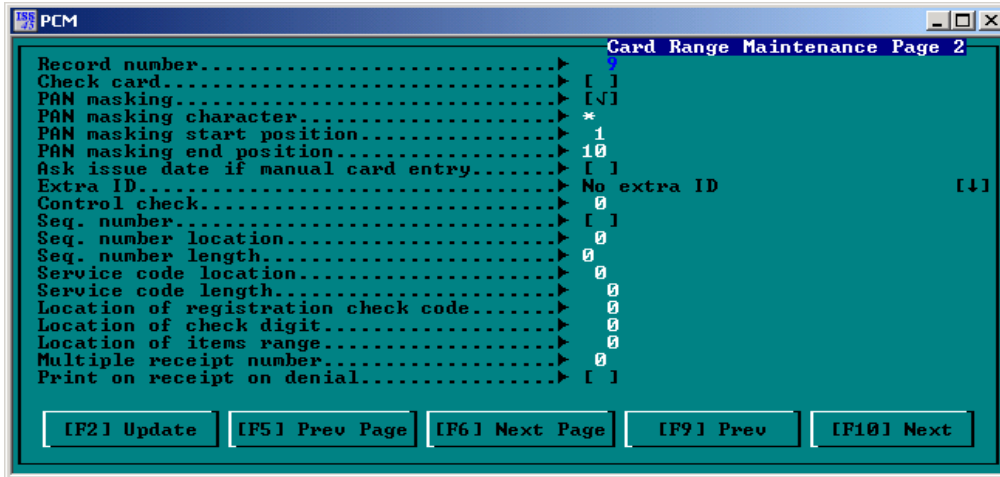 ISS 45 PCM
Card Range Maintenance Page 2
Record number..............................► 9
Check card.................................► [ ]
PAN masking................................► [√]
PAN masking character......................► *
PAN masking start position.................► 1
PAN masking end position...................► 10
Ask issue date if manual card entry........► [ ]
Extra ID...................................► No extra ID [↓]
Control check..............................► 0
Seq. number................................► [ ]
Seq. number location.......................► 0
Seq. number length.........................► 0
Service code location......................► 0
Service code length........................► 0
Location of registration check code........► 0
Location of check digit....................► 0
Location of items range....................► 0
Multiple receipt number....................► 0
Print on receipt on denial.................► [ ]
[F2] Update [F5] Prev Page [F6] Next Page [F9] Prev [F10] Next